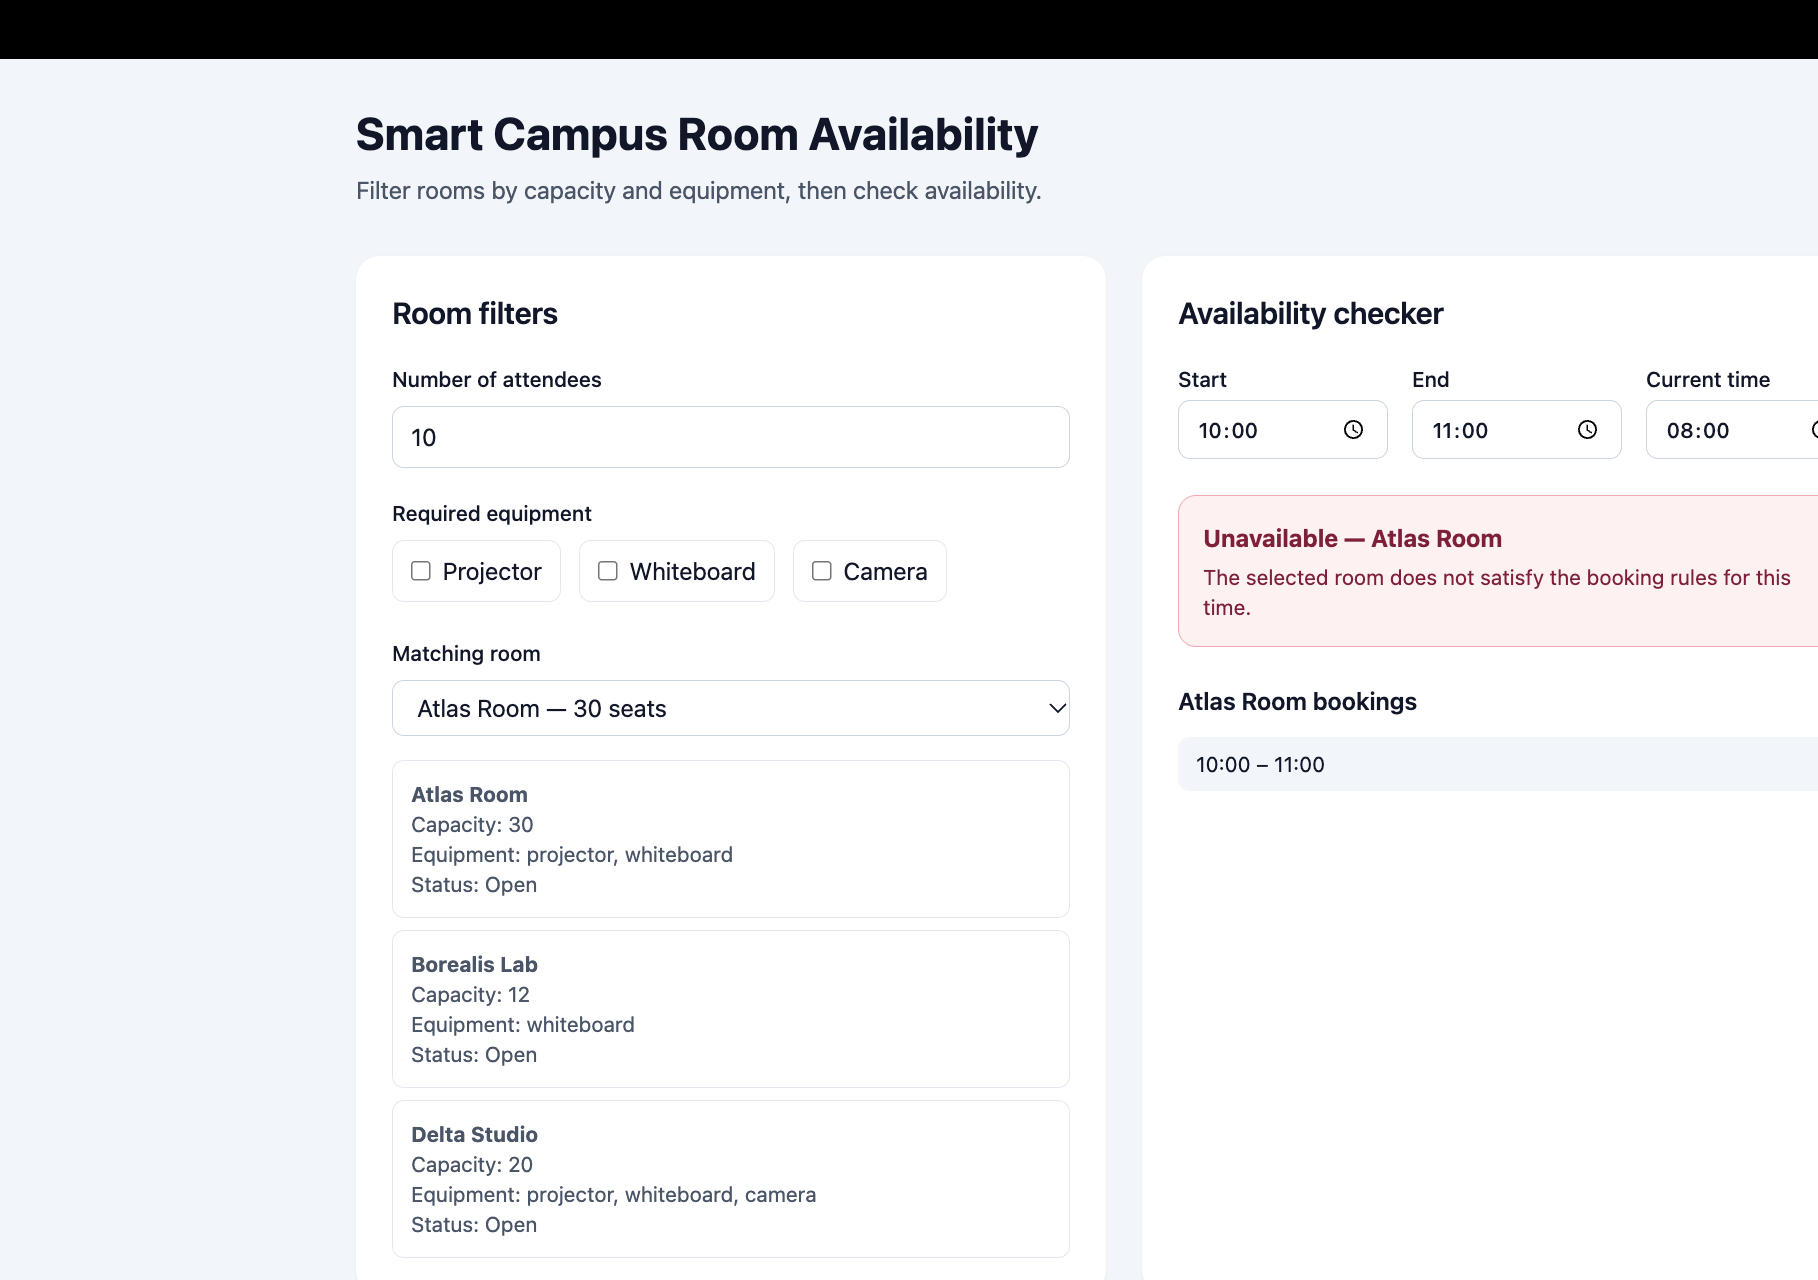 Smart Campus Room Availability
Filter rooms by capacity and equipment, then check availability.
Room filters
Number of attendees
10
Required equipment
Projector
Whiteboard
Camera
Matching room
Atlas Room — 30 seats
Atlas Room
Capacity: 30
Equipment: projector, whiteboard
Status: Open
Borealis Lab
Capacity: 12
Equipment: whiteboard
Status: Open
Delta Studio
Capacity: 20
Equipment: projector, whiteboard, camera
Status: Open
Availability checker
Start
End
Current time
10:00
11:00
08:00
Unavailable — Atlas Room
The selected room does not satisfy the booking rules for this
time.
Atlas Room bookings
10:00 – 11:00